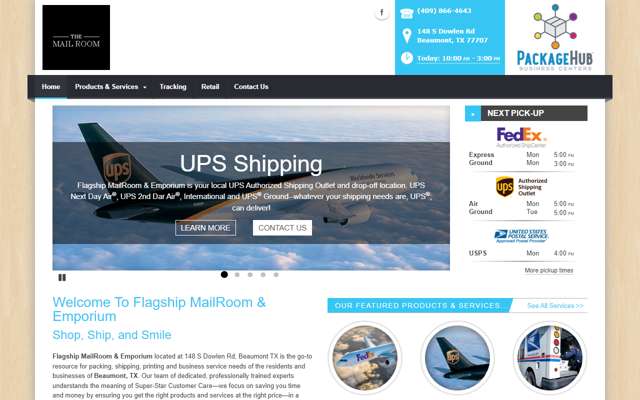 THE
MAIL ROOM
f
(409) 866-4643
148 S Dowlen Rd
Beaumont, TX 77707
Today: 10:00 AM - 3:00 PM
PACKAGEHUB
BUSINESS CENTERS
Home
Products & Services
Tracking
Retail
Contact Us
UPS Shipping
Flagship MailRoom & Emporium is your local UPS Authorized Shipping Outlet and drop-off location. UPS
Next Day Air®, UPS 2nd Dar Air®, International and UPS® Ground--whatever your shipping needs are, UPS®,
can deliver!
LEARN MORE
CONTACT US
» NEXT PICK-UP
FedEx
Authorized ShipCenter
Express Mon 5:00 PM
Ground Mon 3:00 PM
ups Authorized
Shipping
Outlet
Air Mon 5:00 PM
Ground Tue 5:00 PM
UNITED STATES
POSTAL SERVICE
Approved Postal Provider
USPS Mon 4:00 PM
More pickup times
Welcome To Flagship MailRoom &
Emporium
Shop, Ship, and Smile
Flagship MailRoom & Emporium located at 148 S Dowlen Rd, Beaumont TX is the go-to
resource for packing, shipping, printing and business service needs of the residents and
businesses of Beaumont, TX. Our team of dedicated, professionally trained experts
understands the meaning of Super-Star Customer Care—we focus on saving you time
and money by ensuring you get the right products and services at the right price—in a
OUR FEATURED PRODUCTS & SERVICES...
See All Services >>
FedEx
ups